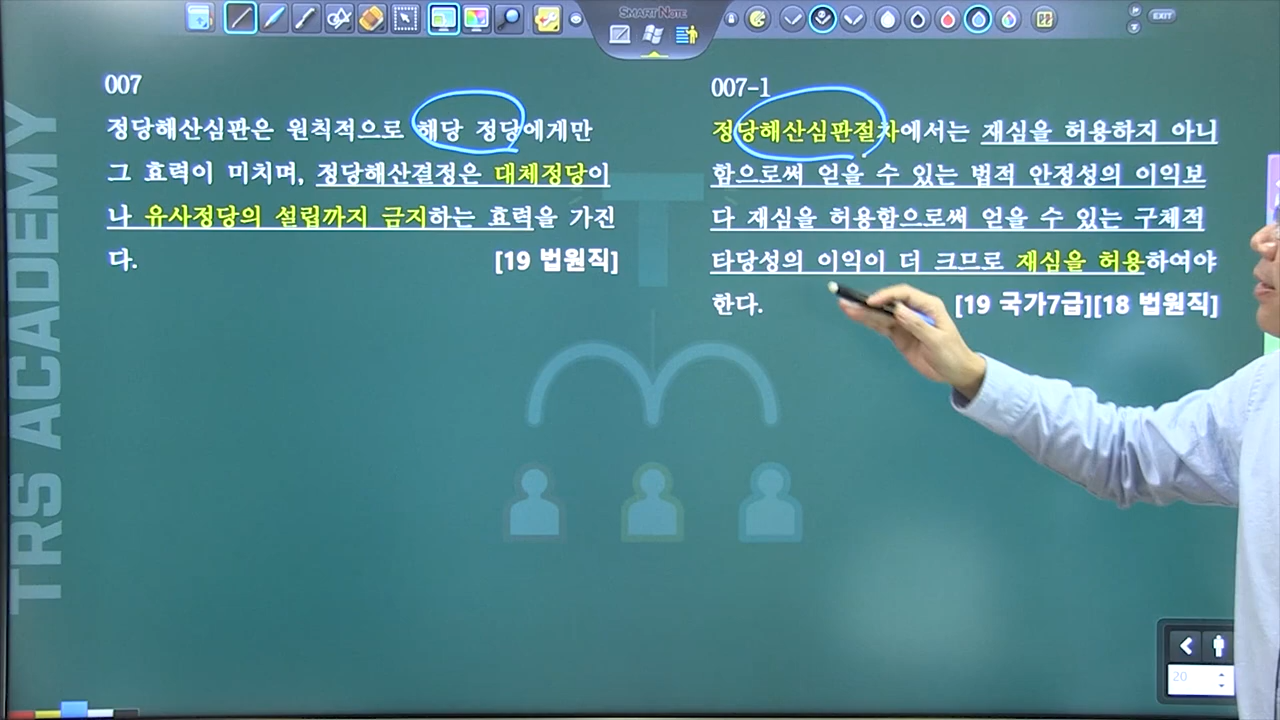 SMART NOTE
EXIT
007
정당해산심판은 원칙적으로 해당 정당에게만
그 효력이 미치며, 정당해산결정은 대체정당이
나 유사정당의 설립까지 금지하는 효력을 가진
다. [19 법원직]
007-1
정당해산심판절차에서는 재심을 허용하지 아니
함으로써 얻을 수 있는 법적 안정성의 이익보
다 재심을 허용함으로써 얻을 수 있는 구체적
타당성의 이익이 더 크므로 재심을 허용하여야
한다. [19 국가7급][18 법원직]
TRS ACADEMY
20